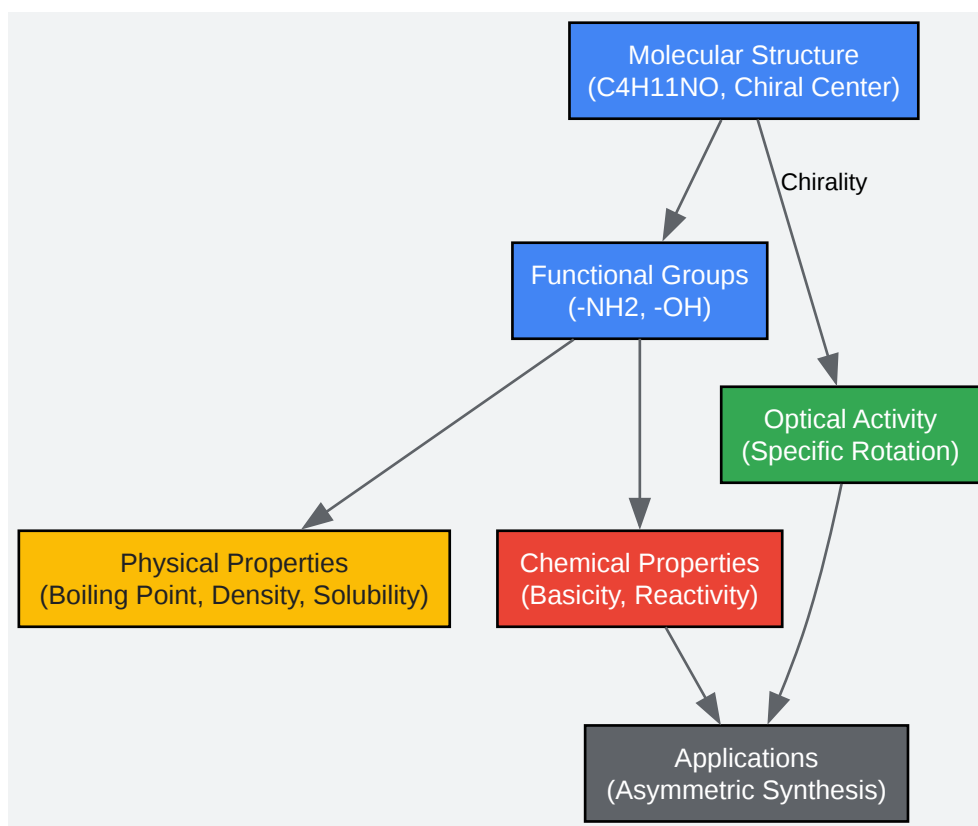 Molecular Structure
(C4H11NO, Chiral Center)
Chirality
Functional Groups
(-NH2, -OH)
Optical Activity
(Specific Rotation)
Physical Properties
(Boiling Point, Density, Solubility)
Chemical Properties
(Basicity, Reactivity)
Applications
(Asymmetric Synthesis)